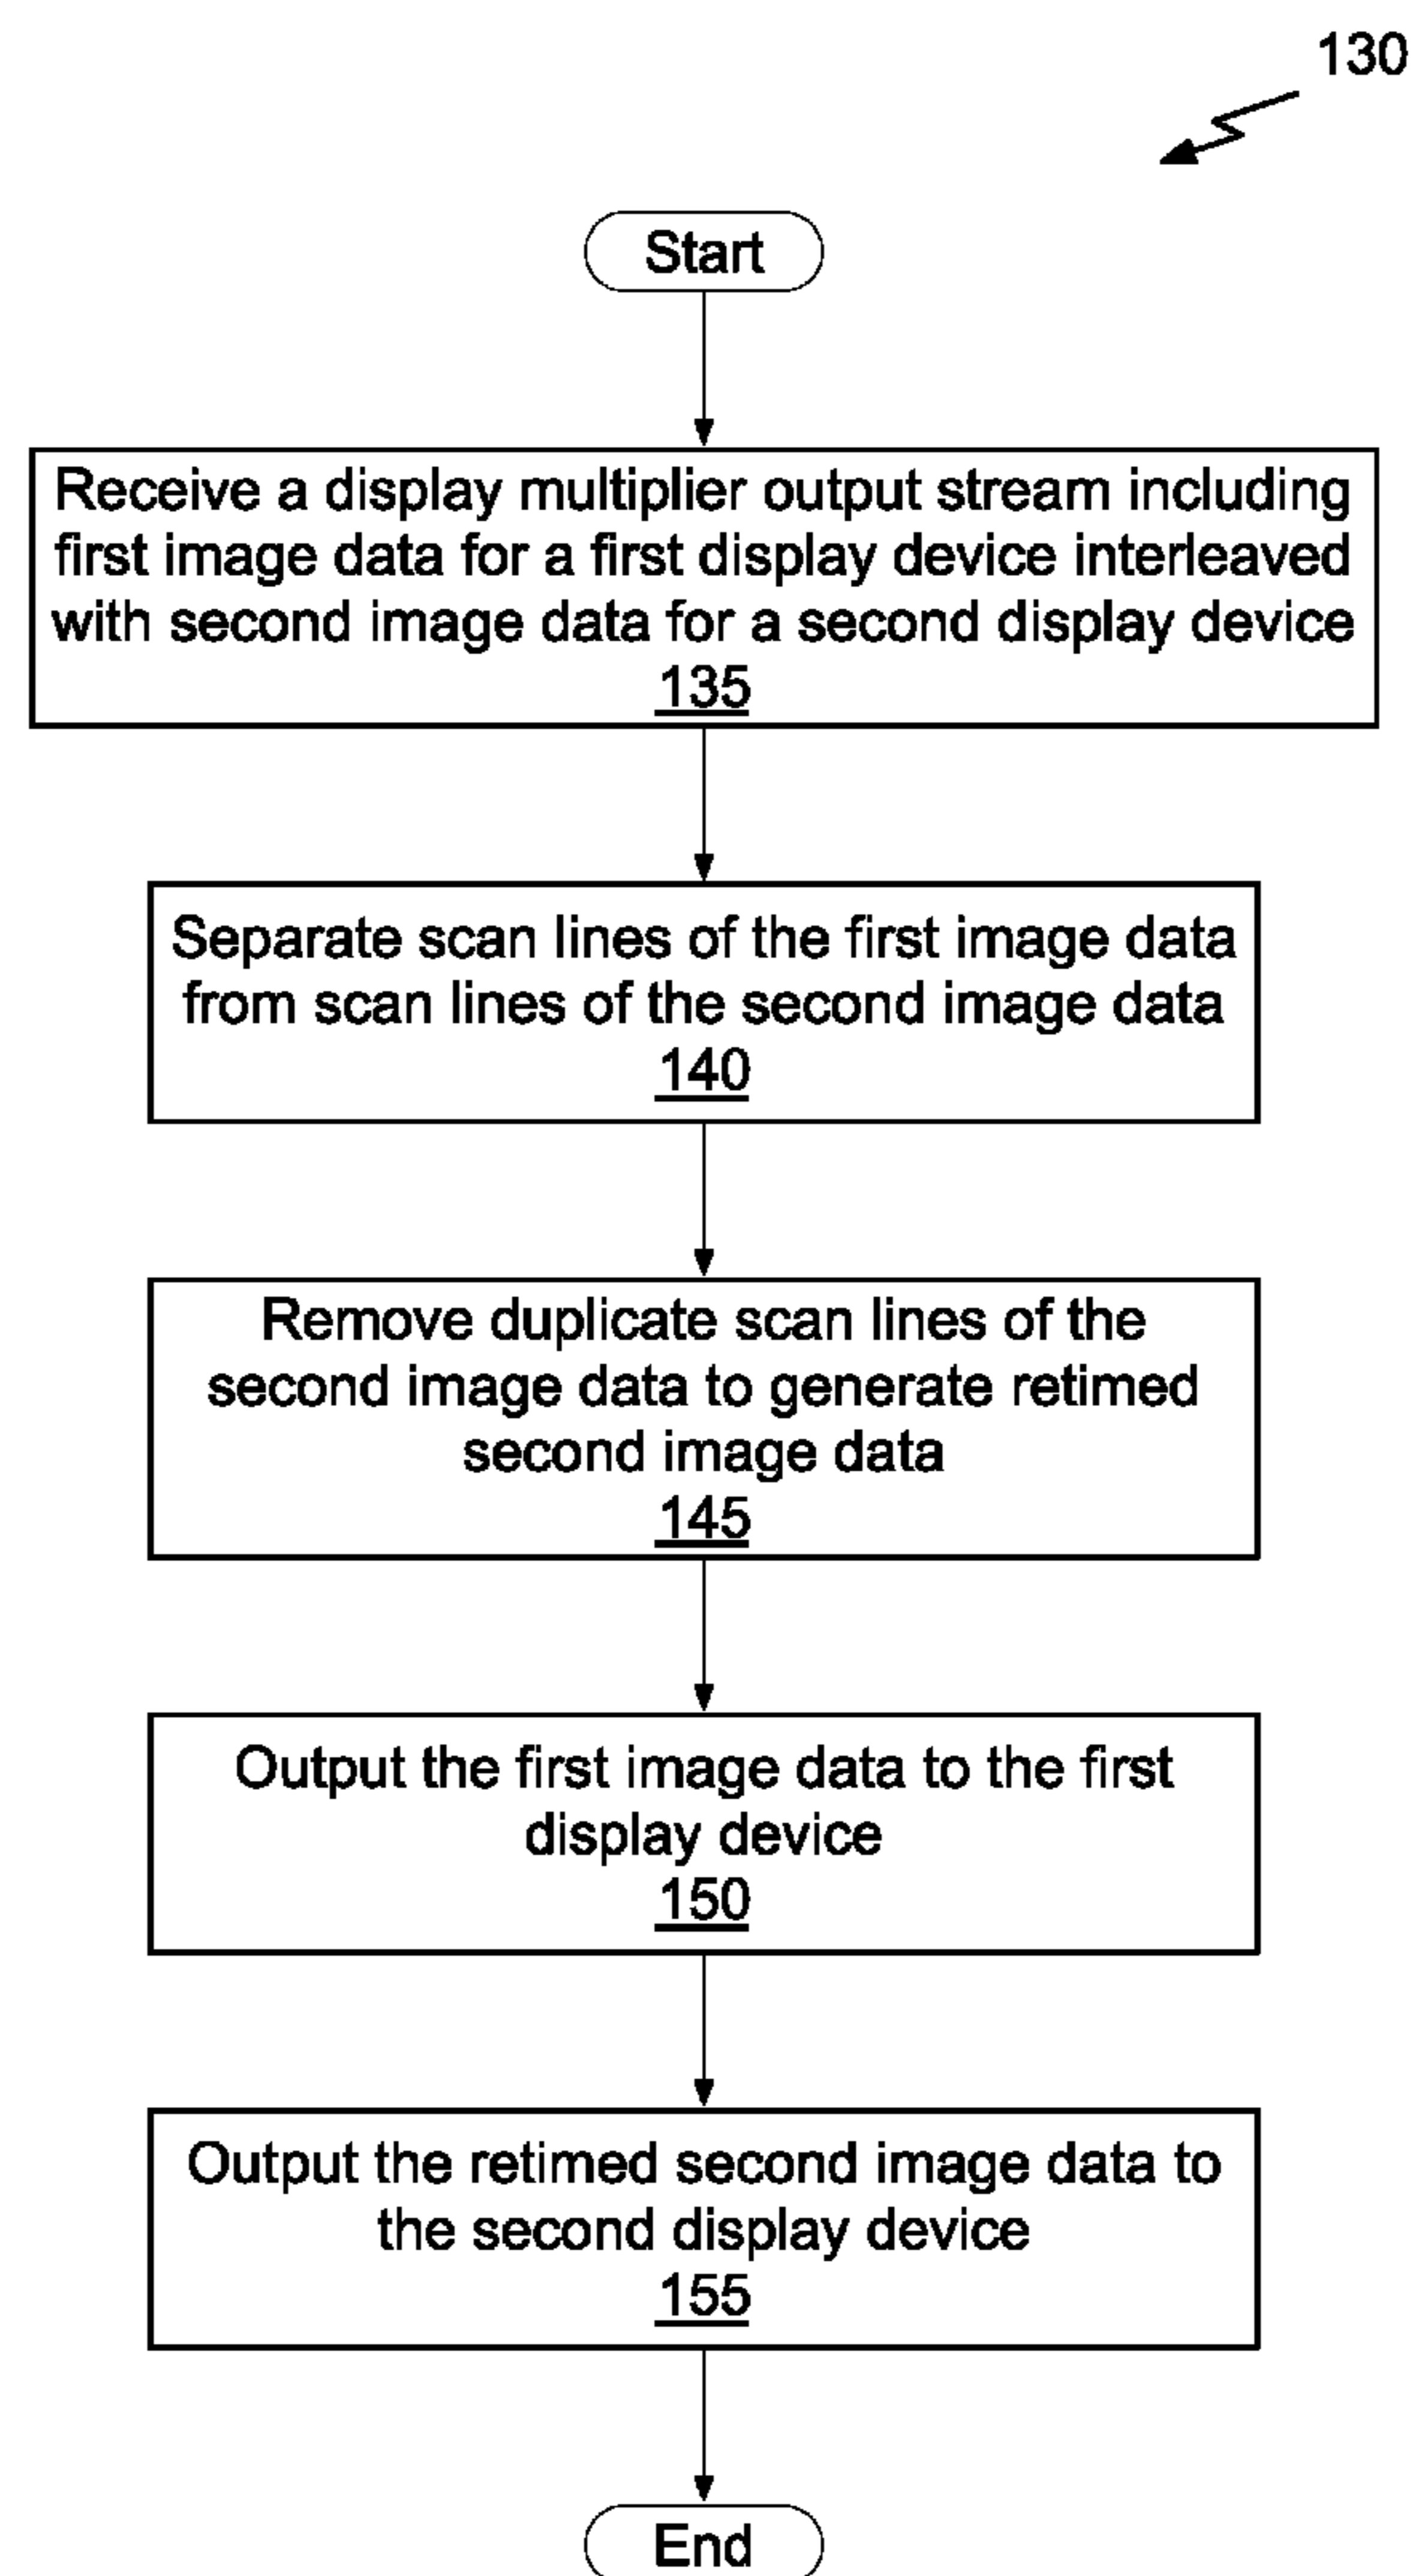 130
Start
Receive a display multiplier output stream including
first image data for a first display device interleaved
with second image data for a second display device
135
Separate scan lines of the first image data
from scan lines of the second image data
140
Remove duplicate scan lines of the
second image data to generate retimed
second image data
145
Output the first image data to the first
display device
150
Output the retimed second image data to
the second display device
155
End